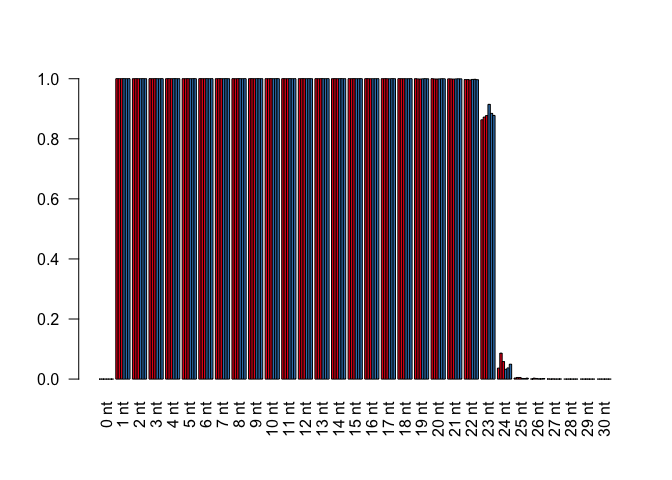 1.0
0.8
0.6
0.4
0.2
0.0
0 nt
1 nt
2 nt
3 nt
4 nt
5 nt
6 nt
7 nt
8 nt
9 nt
10 nt
11 nt
12 nt
13 nt
14 nt
15 nt
16 nt
17 nt
18 nt
19 nt
20 nt
21 nt
22 nt
23 nt
24 nt
25 nt
26 nt
27 nt
28 nt
29 nt
30 nt